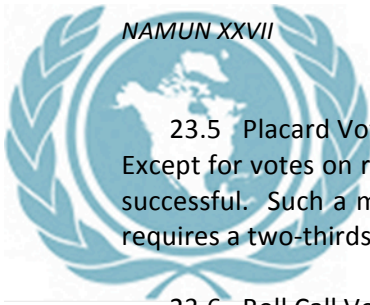 NAMUN XXVII
23.5 Placard Vo
Except for votes on r
successful. Such a m
requires a two-thirds
23.6 Roll Call Vo